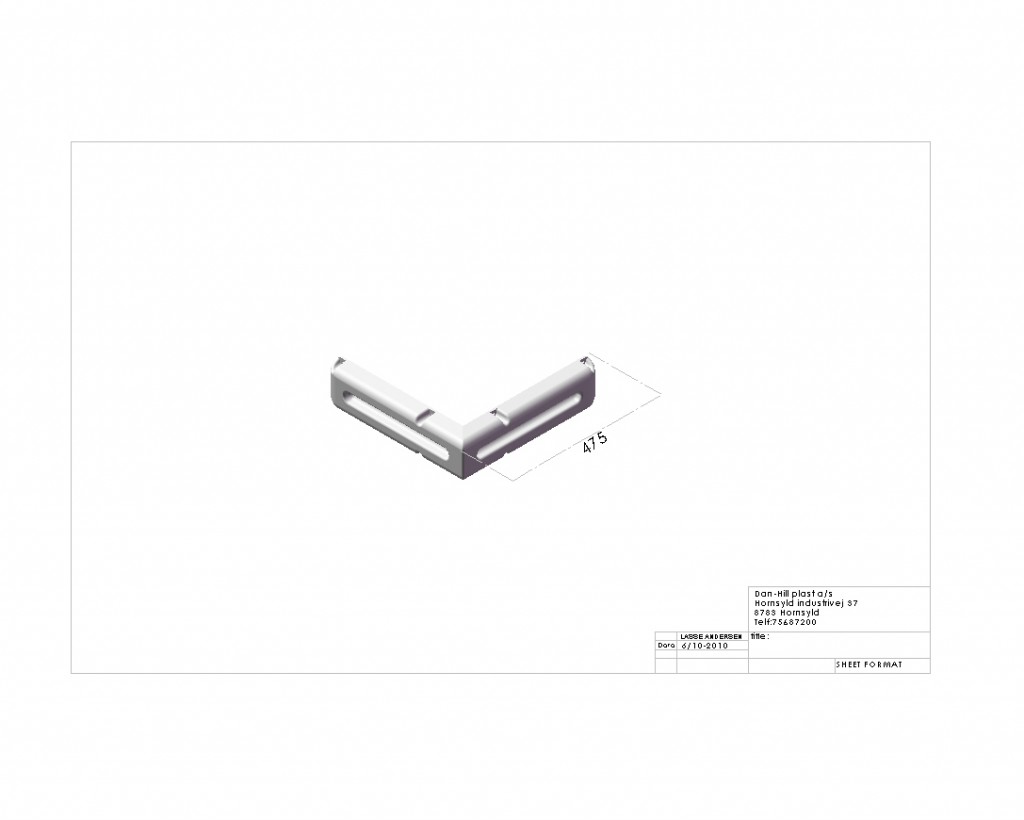 475
Dan-Hill plast a/s
Hornsyld industrivej 37
8783 Hornsyld
Telf:75687200
LASSE ANDERSEN
title:
Dato 6/10-2010
SHEET FORMAT